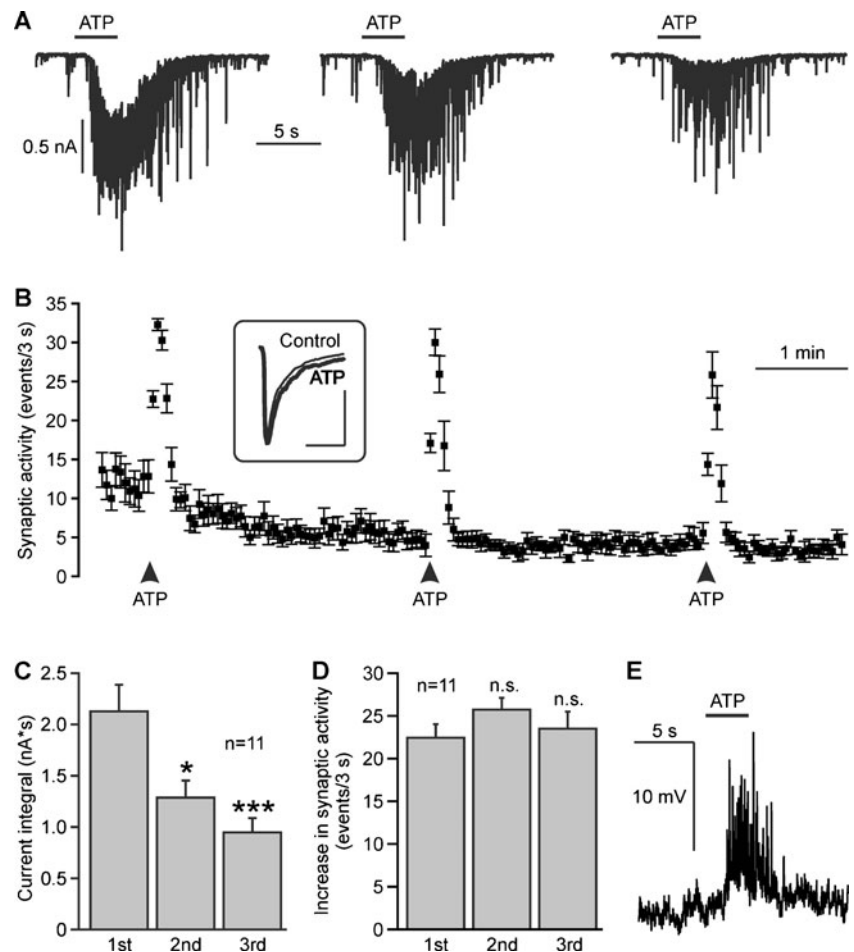 A
ATP
ATP
ATP
0.5 nA
5 s
B
Synaptic activity (events/3 s)
35
30
25
20
15
10
5
0
Control
ATP
1 min
ATP
ATP
ATP
C
Current integral (nA*s)
2.5
2.0
1.5
1.0
0.5
0
n=11
*
***
1st
2nd
3rd
D
Increase in synaptic activity
(events/3 s)
30
25
20
15
10
5
0
n=11
n.s.
n.s.
1st
2nd
3rd
E
ATP
5 s
10 mV